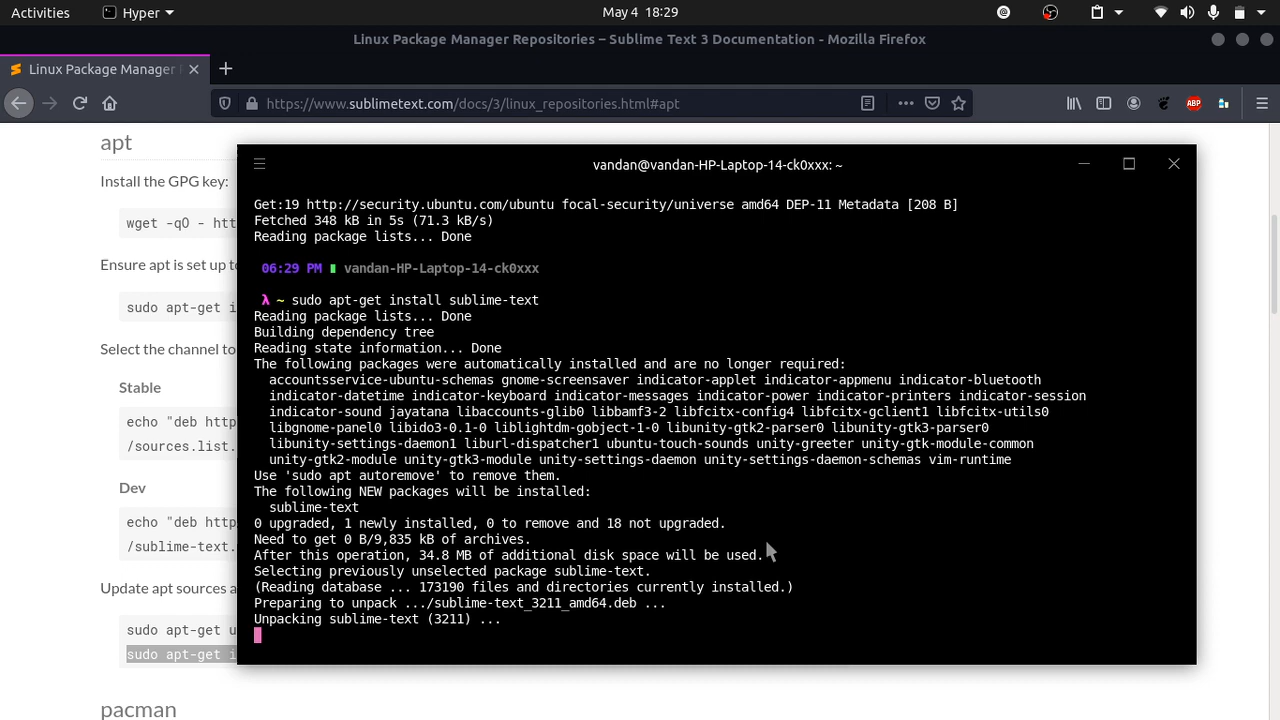 Activities
Hyper
May 4 18:29
Linux Package Manager Repositories – Sublime Text 3 Documentation - Mozilla Firefox
Linux Package Manager
https://www.sublimetext.com/docs/3/linux_repositories.html#apt
ABP
apt
Install the GPG key:
wget -qO - htt
Ensure apt is set up to
sudo apt-get i
Select the channel to
Stable
echo "deb http
/sources.list.
Dev
echo "deb http
/sublime-text.
Update apt sources a
sudo apt-get u
sudo apt-get i
pacman
vandan@vandan-HP-Laptop-14-ck0xxx: ~
Get:19 http://security.ubuntu.com/ubuntu focal-security/universe amd64 DEP-11 Metadata [208 B]
Fetched 348 kB in 5s (71.3 kB/s)
Reading package lists... Done
06:29 PM vandan-HP-Laptop-14-ck0xxx
λ ~ sudo apt-get install sublime-text
Reading package lists... Done
Building dependency tree
Reading state information... Done
The following packages were automatically installed and are no longer required:
accountsservice-ubuntu-schemas gnome-screensaver indicator-applet indicator-appmenu indicator-bluetooth
indicator-datetime indicator-keyboard indicator-messages indicator-power indicator-printers indicator-session
indicator-sound jayatana libaccounts-glib0 libbamf3-2 libfcitx-config4 libfcitx-gclient1 libfcitx-utils0
libgnome-panel0 libido3-0.1-0 liblightdm-gobject-1-0 libunity-gtk2-parser0 libunity-gtk3-parser0
libunity-settings-daemon1 liburl-dispatcher1 ubuntu-touch-sounds unity-greeter unity-gtk-module-common
unity-gtk2-module unity-gtk3-module unity-settings-daemon unity-settings-daemon-schemas vim-runtime
Use 'sudo apt autoremove' to remove them.
The following NEW packages will be installed:
sublime-text
0 upgraded, 1 newly installed, 0 to remove and 18 not upgraded.
Need to get 0 B/9,835 kB of archives.
After this operation, 34.8 MB of additional disk space will be used.
Selecting previously unselected package sublime-text.
(Reading database ... 173190 files and directories currently installed.)
Preparing to unpack .../sublime-text_3211_amd64.deb ...
Unpacking sublime-text (3211) ...